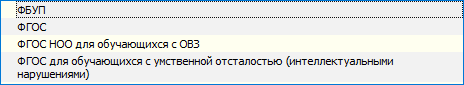 ФБУП
ФГОС
ФГОС НОО для обучающихся с ОВЗ
ФГОС для обучающихся с умственной отсталостью (интеллектуальными
нарушениями)